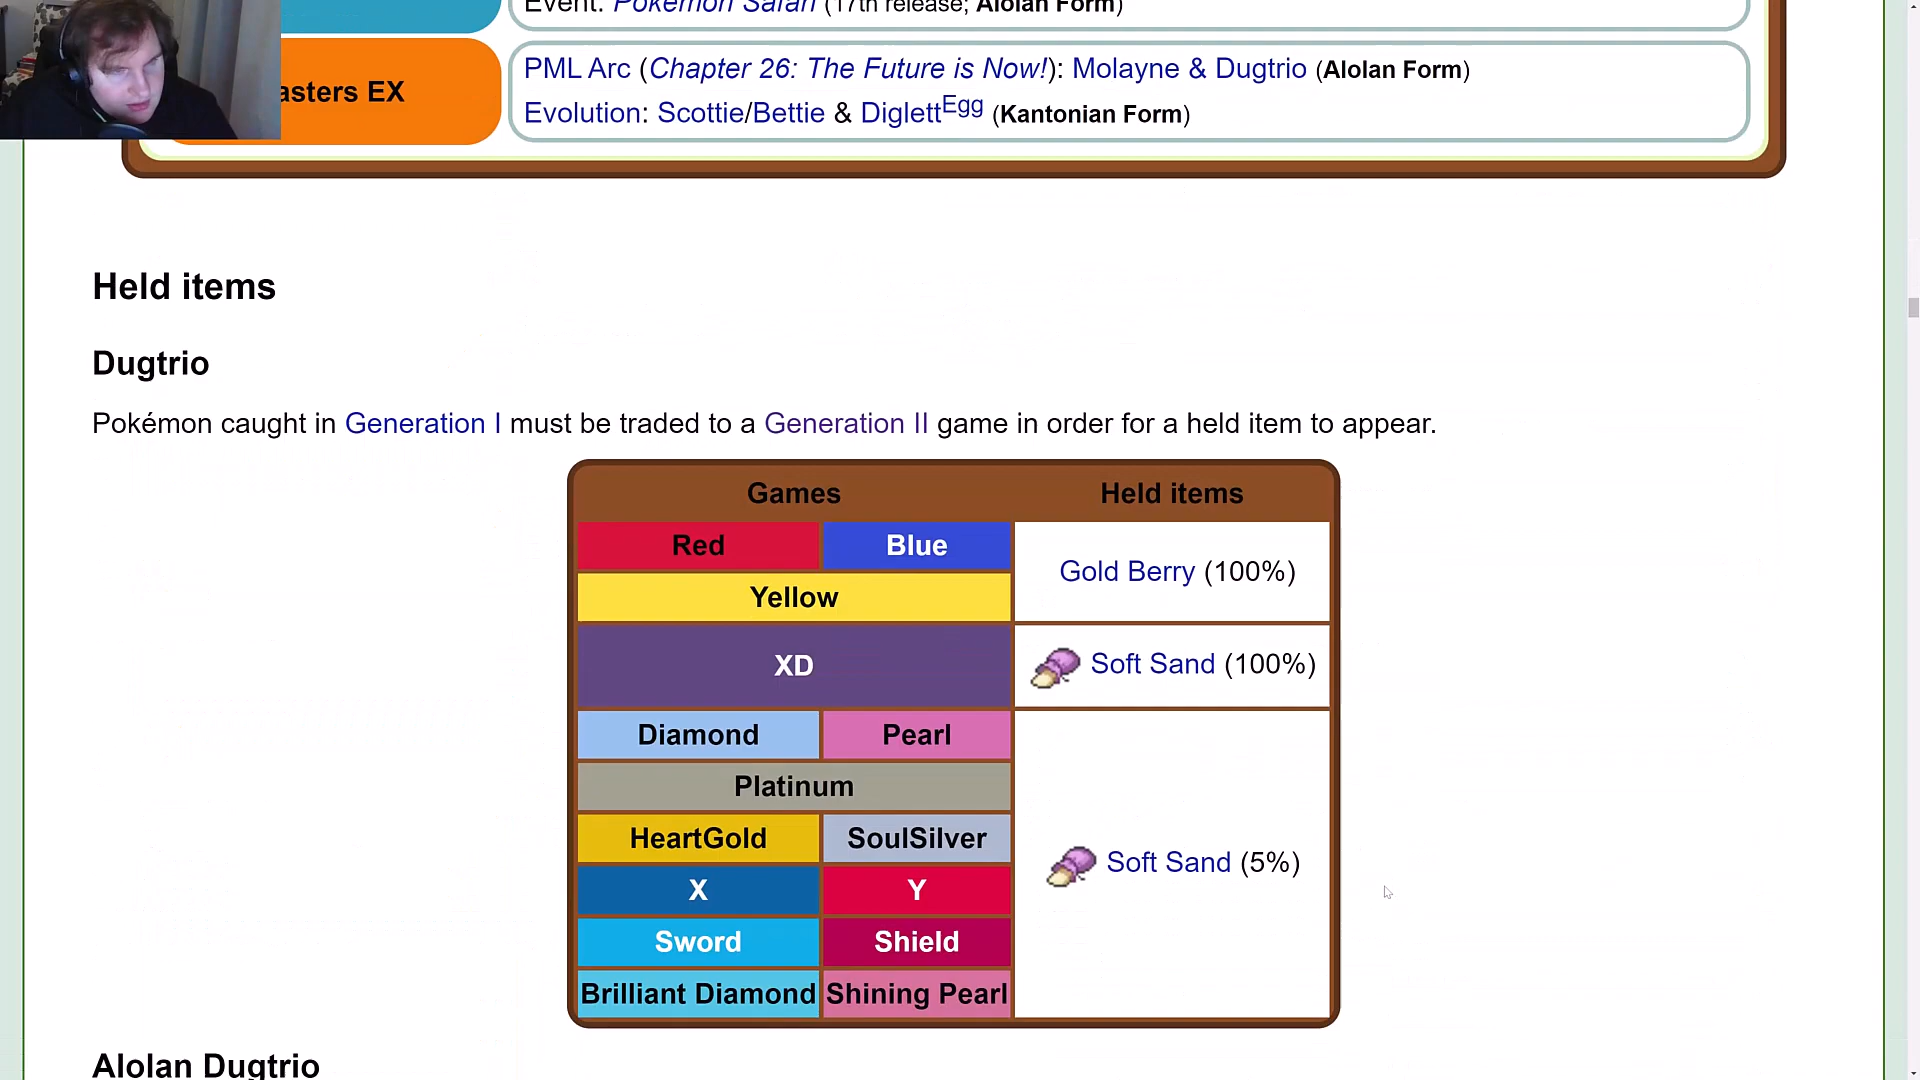 Event: Pokémon Safari (17th release; Alolan Form)
asters EX
PML Arc (Chapter 26: The Future is Now!): Molayne & Dugtrio (Alolan Form)
Evolution: Scottie/Bettie & DiglettEgg (Kantonian Form)
Held items
Dugtrio
Pokémon caught in Generation I must be traded to a Generation II game in order for a held item to appear.
Games Held items
Red Blue
Gold Berry (100%)
Yellow
XD Soft Sand (100%)
Diamond Pearl
Platinum
HeartGold SoulSilver
Soft Sand (5%)
X Y
Sword Shield
Brilliant Diamond Shining Pearl
Alolan Dugtrio